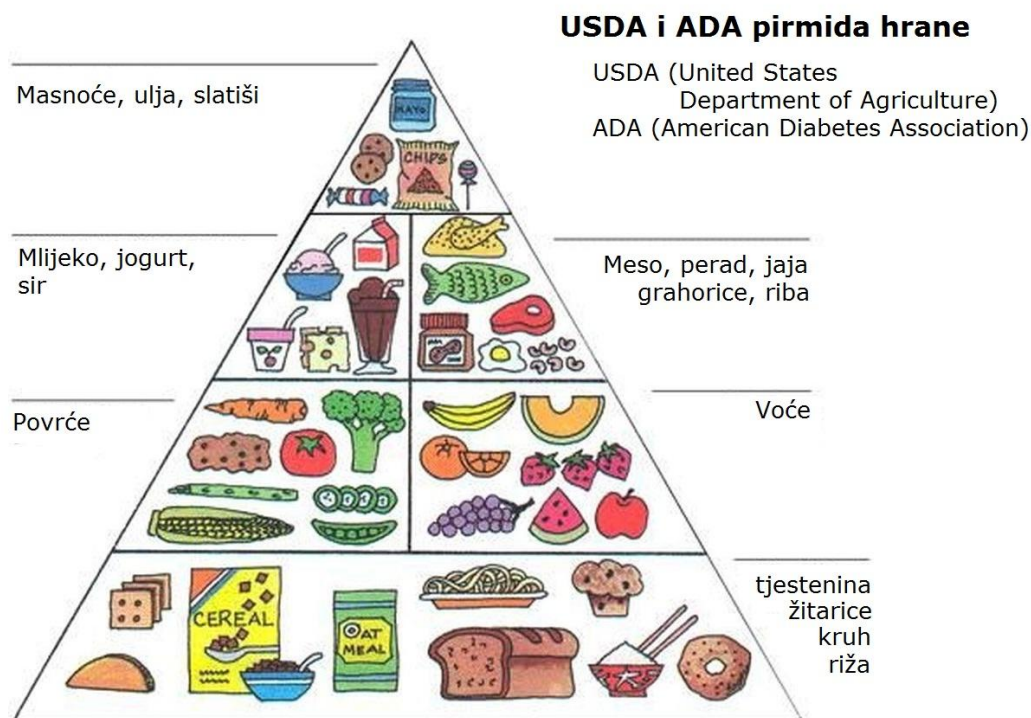 USDA i ADA pirmida hrane
USDA (United States
Department of Agriculture)
ADA (American Diabetes Association)
Masnoće, ulja, slatiši
MAYO
CHIPS
Mlijeko, jogurt,
sir
Meso, perad, jaja
grahorice, riba
Povrće
Voće
tjestenina
žitarice
kruh
riža
CEREAL
OAT
MEAL